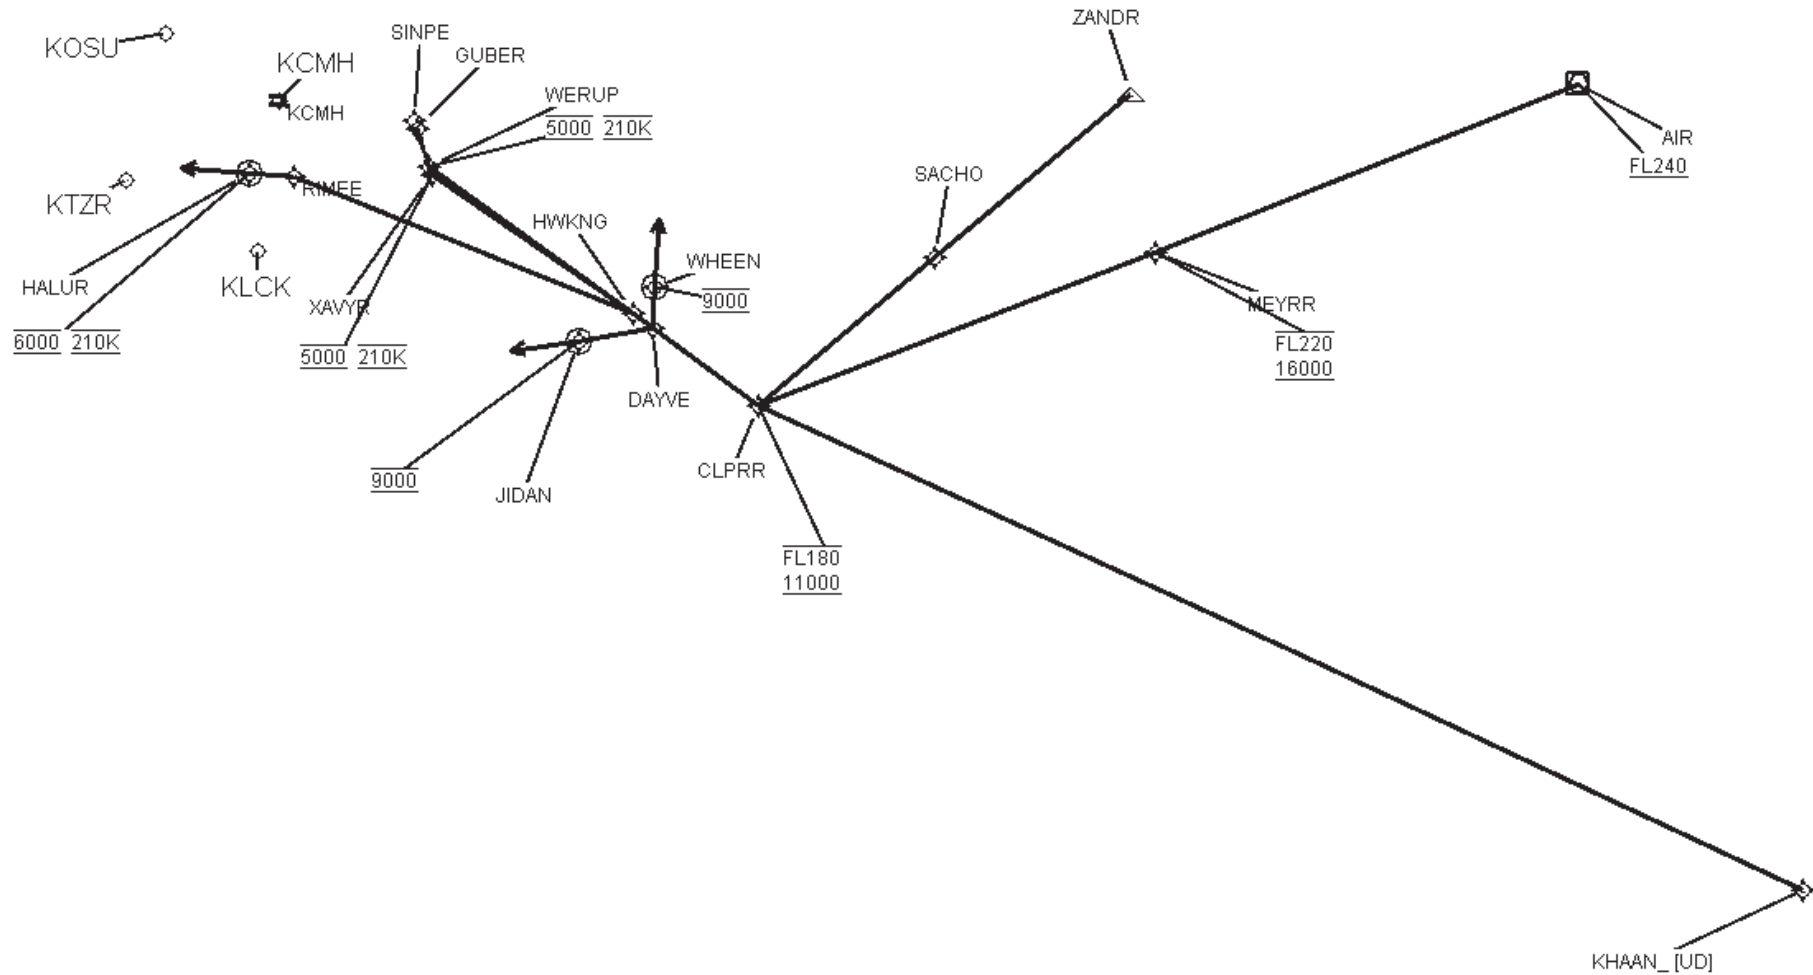 ZANDR
SINPE
KOSU
GUBER
KCMH
WERUP
KCMH
5000 210K
AIR
FL240
SACHO
RIMEE
KTZR
HWKNG
WHEEN
9000
HALUR
KLCK
XAVYR
MEYRR
6000 210K
5000 210K
FL220
16000
DAYVE
CLPRR
9000
JIDAN
FL180
11000
KHAAN_ [UD]